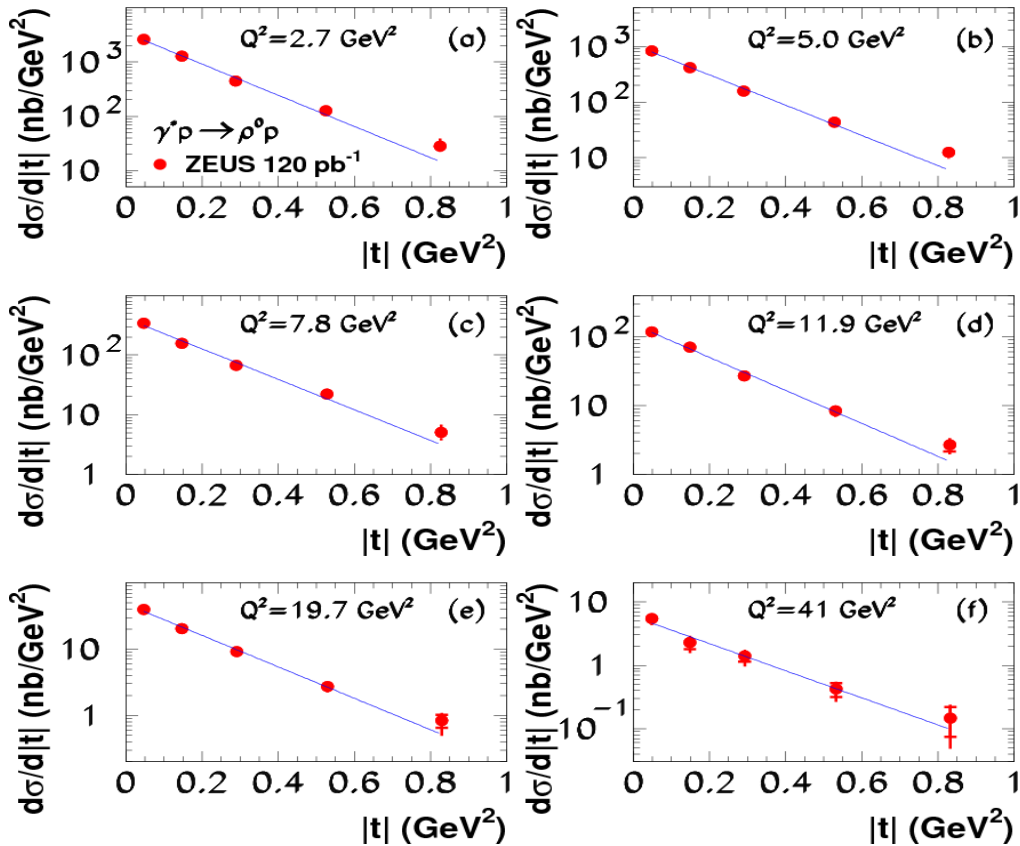 Q²=2.7 GeV² (a)
γ*p → ρ⁰p
ZEUS 120 pb⁻¹
10³
10²
10
0 0.2 0.4 0.6 0.8 1
|t| (GeV²)
dσ/d|t| (nb/GeV²)
Q²=5.0 GeV² (b)
10³
10²
10
0 0.2 0.4 0.6 0.8 1
|t| (GeV²)
dσ/d|t| (nb/GeV²)
Q²=7.8 GeV² (c)
10²
10
1
0 0.2 0.4 0.6 0.8 1
|t| (GeV²)
dσ/d|t| (nb/GeV²)
Q²=11.9 GeV² (d)
10²
10
1
0 0.2 0.4 0.6 0.8 1
|t| (GeV²)
dσ/d|t| (nb/GeV²)
Q²=19.7 GeV² (e)
10
1
0 0.2 0.4 0.6 0.8 1
|t| (GeV²)
dσ/d|t| (nb/GeV²)
Q²=41 GeV² (f)
10
1
10⁻¹
0 0.2 0.4 0.6 0.8 1
|t| (GeV²)
dσ/d|t| (nb/GeV²)